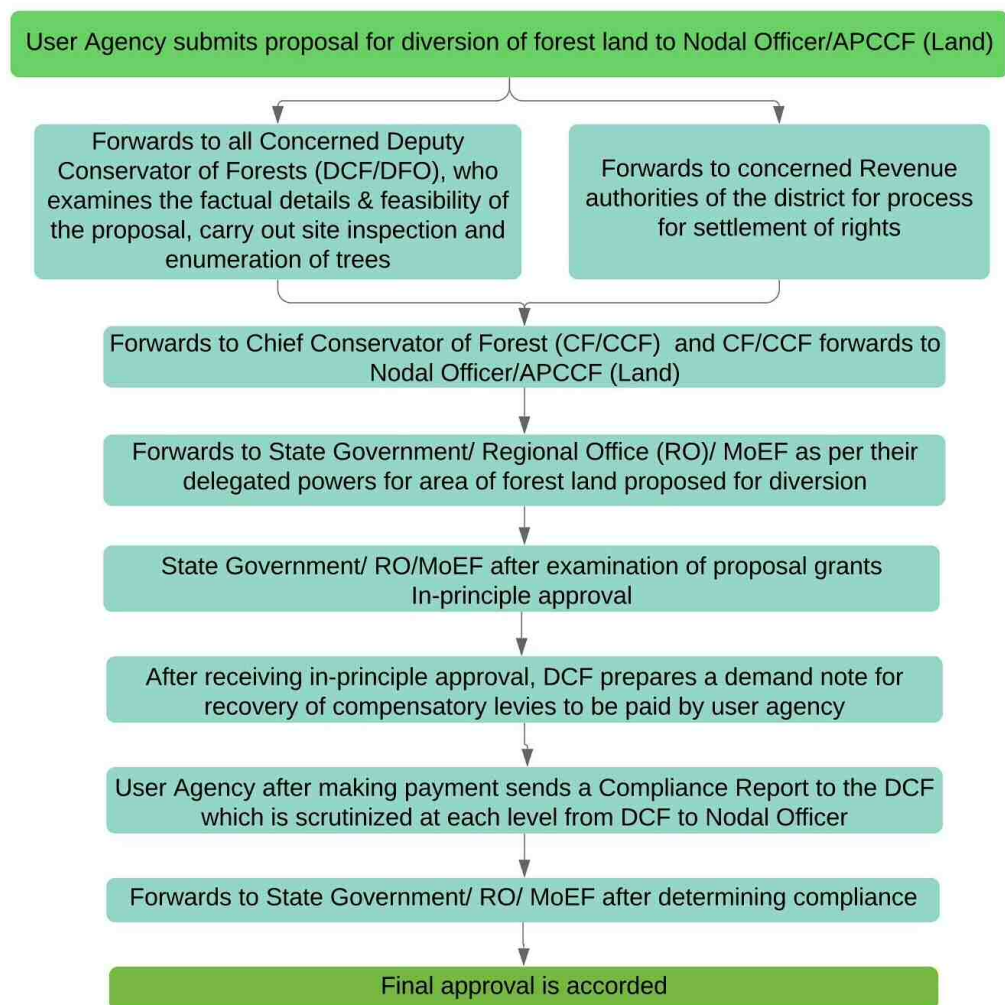 User Agency submits proposal for diversion of forest land to Nodal Officer/APCCF (Land)
Forwards to all Concerned Deputy
Conservator of Forests (DCF/DFO), who
examines the factual details & feasibility of
the proposal, carry out site inspection and
enumeration of trees
Forwards to concerned Revenue
authorities of the district for process
for settlement of rights
Forwards to Chief Conservator of Forest (CF/CCF) and CF/CCF forwards to
Nodal Officer/APCCF (Land)
Forwards to State Government/ Regional Office (RO)/ MoEF as per their
delegated powers for area of forest land proposed for diversion
State Government/ RO/MoEF after examination of proposal grants
In-principle approval
After receiving in-principle approval, DCF prepares a demand note for
recovery of compensatory levies to be paid by user agency
User Agency after making payment sends a Compliance Report to the DCF
which is scrutinized at each level from DCF to Nodal Officer
Forwards to State Government/ RO/ MoEF after determining compliance
Final approval is accorded